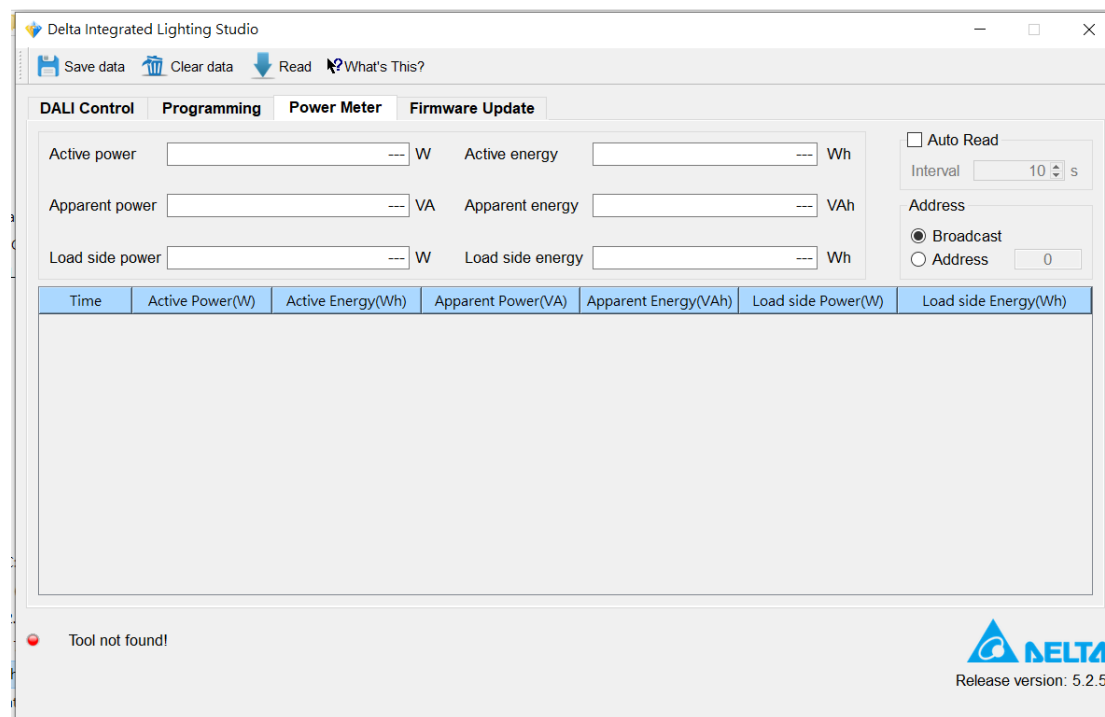 Delta Integrated Lighting Studio
Save data Clear data Read What's This?
DALI Control Programming Power Meter Firmware Update
Active power --- W Active energy --- Wh
Auto Read
Interval 10 s
Apparent power --- VA Apparent energy --- VAh
Address
Broadcast
Address 0
Load side power --- W Load side energy --- Wh
Time Active Power(W) Active Energy(Wh) Apparent Power(VA) Apparent Energy(VAh) Load side Power(W) Load side Energy(Wh)
Tool not found!
DELTA
Release version: 5.2.5